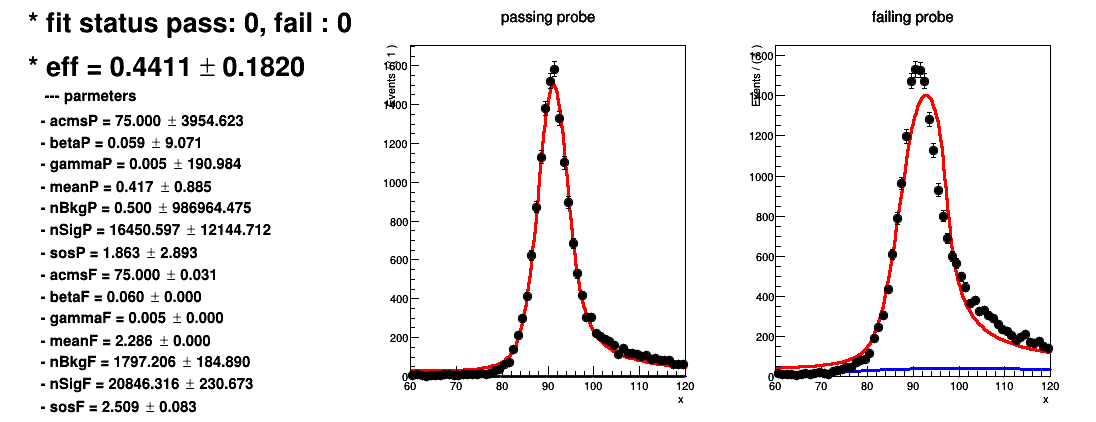 * fit status pass: 0, fail : 0
* eff = 0.4411 ± 0.1820
--- parmeters
- acmsP = 75.000 ± 3954.623
- betaP = 0.059 ± 9.071
- gammaP = 0.005 ± 190.984
- meanP = 0.417 ± 0.885
- nBkgP = 0.500 ± 986964.475
- nSigP = 16450.597 ± 12144.712
- sosP = 1.863 ± 2.893
- acmsF = 75.000 ± 0.031
- betaF = 0.060 ± 0.000
- gammaF = 0.005 ± 0.000
- meanF = 2.286 ± 0.000
- nBkgF = 1797.206 ± 184.890
- nSigF = 20846.316 ± 230.673
- sosF = 2.509 ± 0.083
passing probe
Events / ( 1 )
1600
1400
1200
1000
800
600
400
200
0
60 70 80 90 100 110 120
x
failing probe
Events / ( 1 )
1600
1400
1200
1000
800
600
400
200
0
60 70 80 90 100 110 120
x